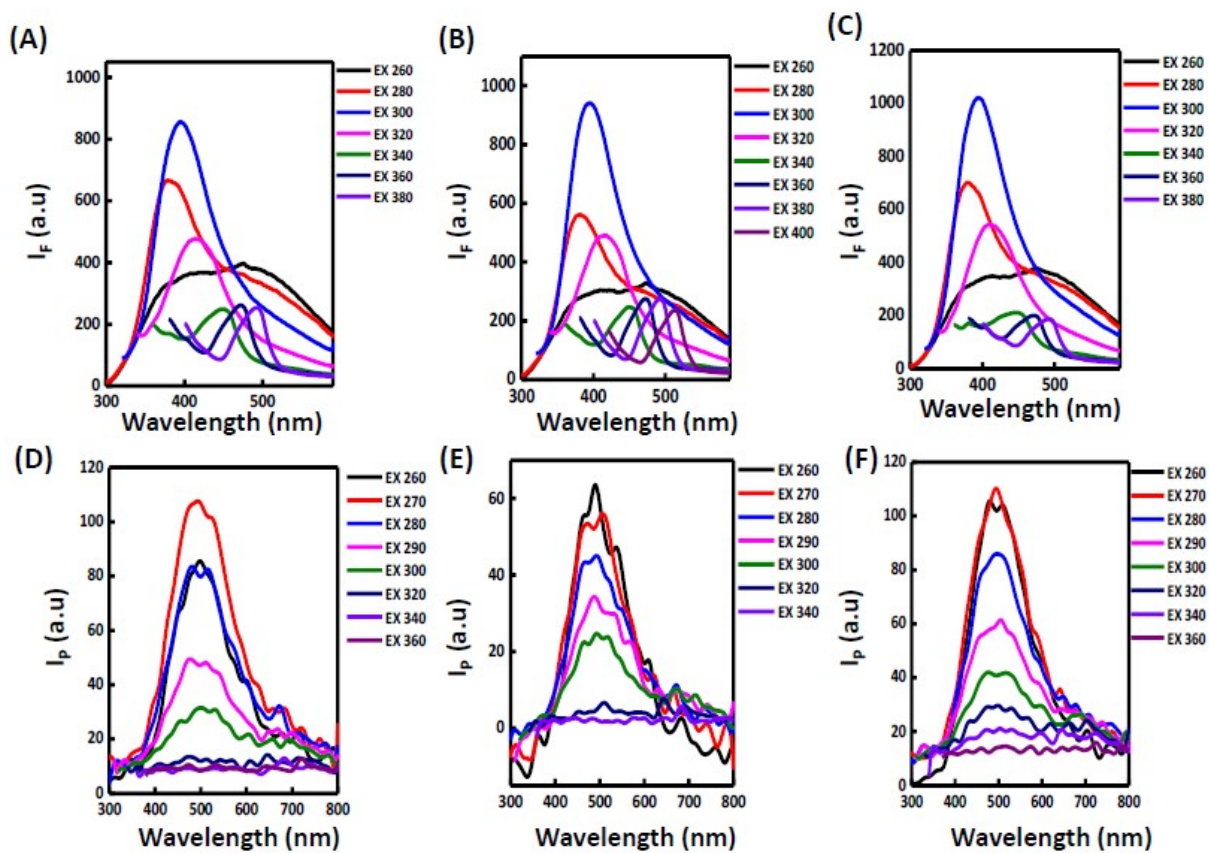 (A)
1000
800
600
400
200
0
I_F (a.u)
300 400 500
Wavelength (nm)
EX 260
EX 280
EX 300
EX 320
EX 340
EX 360
EX 380
(B)
1000
800
600
400
200
0
I_F (a.u)
300 400 500
Wavelength (nm)
EX 260
EX 280
EX 300
EX 320
EX 340
EX 360
EX 380
EX 400
(C)
1200
1000
800
600
400
200
0
I_F (a.u)
300 400 500
Wavelength (nm)
EX 260
EX 280
EX 300
EX 320
EX 340
EX 360
EX 380
(D)
120
100
80
60
40
20
0
I_P (a.u)
300 400 500 600 700 800
Wavelength (nm)
EX 260
EX 270
EX 280
EX 290
EX 300
EX 320
EX 340
EX 360
(E)
60
40
20
0
I_P (a.u)
300 400 500 600 700 800
Wavelength (nm)
EX 260
EX 270
EX 280
EX 290
EX 300
EX 320
EX 340
(F)
120
100
80
60
40
20
0
I_P (a.u)
300 400 500 600 700 800
Wavelength (nm)
EX 260
EX 270
EX 280
EX 290
EX 300
EX 320
EX 340
EX 360